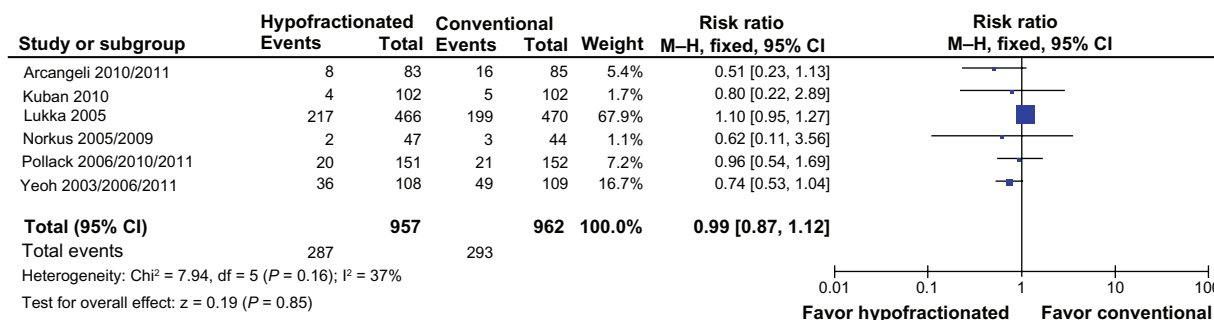 Hypofractionated Conventional Risk ratio Risk ratio
Study or subgroup Events Total Events Total Weight M–H, fixed, 95% CI M–H, fixed, 95% CI
Arcangeli 2010/2011 8 83 16 85 5.4% 0.51 [0.23, 1.13]
Kuban 2010 4 102 5 102 1.7% 0.80 [0.22, 2.89]
Lukka 2005 217 466 199 470 67.9% 1.10 [0.95, 1.27]
Norkus 2005/2009 2 47 3 44 1.1% 0.62 [0.11, 3.56]
Pollack 2006/2010/2011 20 151 21 152 7.2% 0.96 [0.54, 1.69]
Yeoh 2003/2006/2011 36 108 49 109 16.7% 0.74 [0.53, 1.04]
Total (95% CI) 957 962 100.0% 0.99 [0.87, 1.12]
Total events 287 293
Heterogeneity: Chi² = 7.94, df = 5 (P = 0.16); I² = 37%
Test for overall effect: z = 0.19 (P = 0.85)
0.01 0.1 1 10 100
Favor hypofractionated Favor conventional